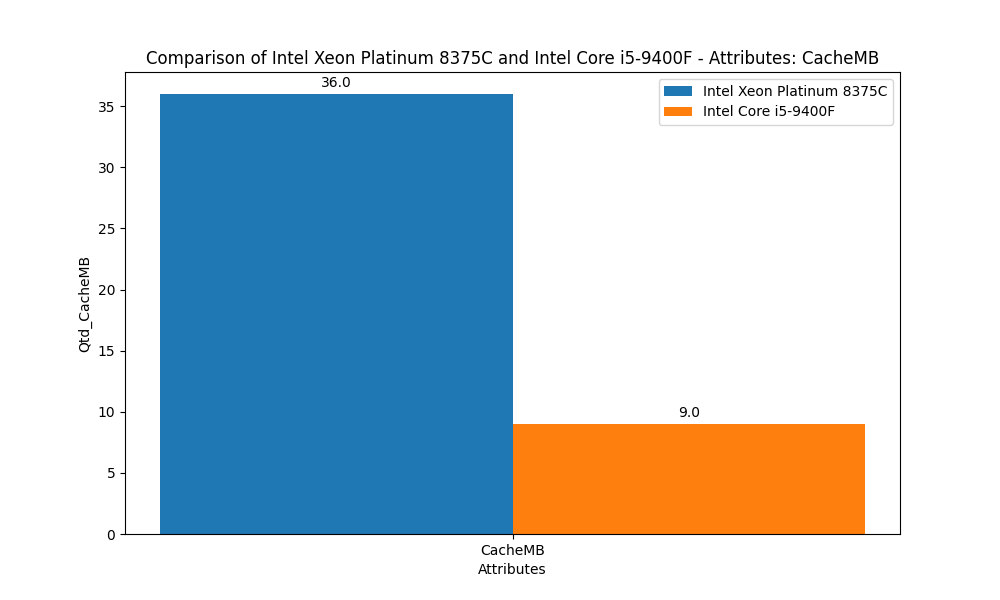 Comparison of Intel Xeon Platinum 8375C and Intel Core i5-9400F - Attributes: CacheMB
36.0
Intel Xeon Platinum 8375C
Intel Core i5-9400F
35
30
25
20
15
10
5
0
Qtd_CacheMB
9.0
CacheMB
Attributes